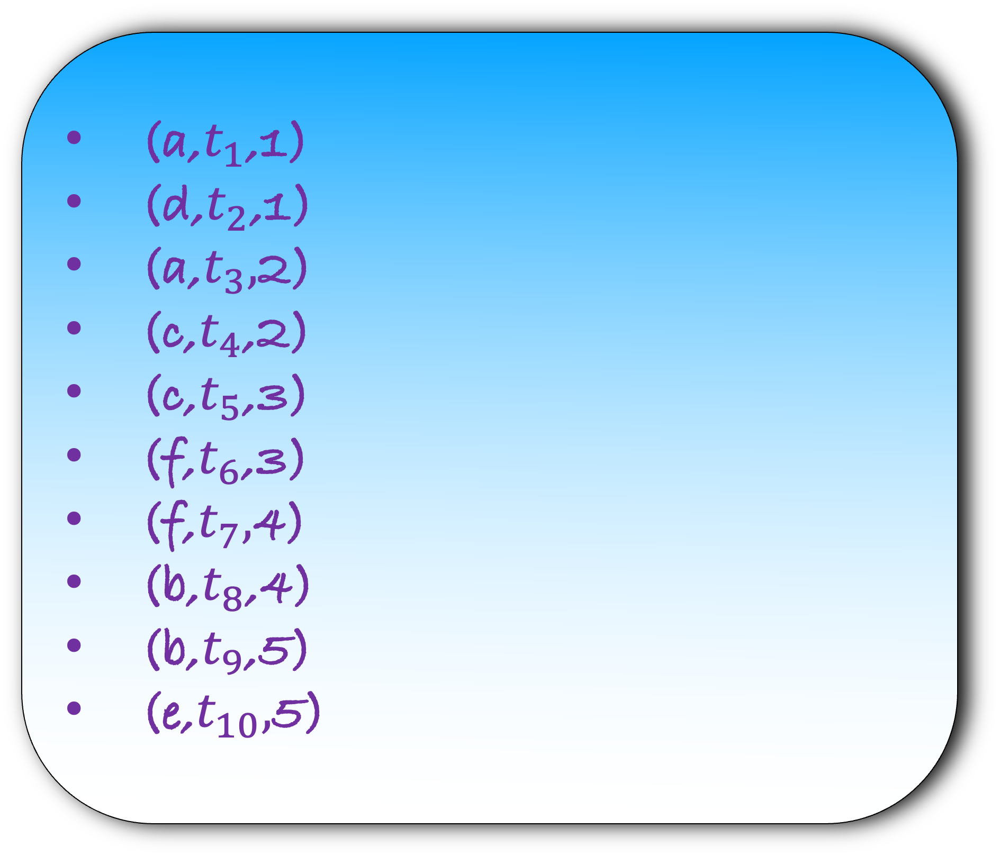 • (a,t₁,1)
• (d,t₂,1)
• (a,t₃,2)
• (c,t₄,2)
• (c,t₅,3)
• (f,t₆,3)
• (f,t₇,4)
• (b,t₈,4)
• (b,t₉,5)
• (e,t₁₀,5)